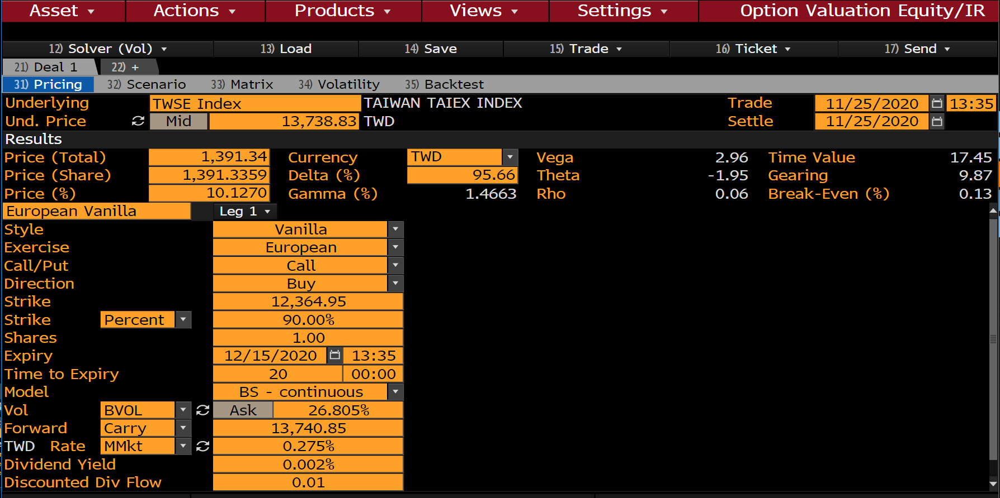 Asset Actions Products Views Settings Option Valuation Equity/IR
12) Solver (Vol) 13) Load 14) Save 15) Trade 16) Ticket 17) Send
21) Deal 1 22) +
31) Pricing 32) Scenario 33) Matrix 34) Volatility 35) Backtest
Underlying TWSE Index TAIWAN TAIEX INDEX Trade 11/25/2020 13:35
Und. Price Mid 13,738.83 TWD Settle 11/25/2020
Results
Price (Total) 1,391.34 Currency TWD Vega 2.96 Time Value 17.45
Price (Share) 1,391.3359 Delta (%) 95.66 Theta -1.95 Gearing 9.87
Price (%) 10.1270 Gamma (%) 1.4663 Rho 0.06 Break-Even (%) 0.13
European Vanilla Leg 1
Style Vanilla
Exercise European
Call/Put Call
Direction Buy
Strike 12,364.95
Strike Percent 90.00%
Shares 1.00
Expiry 12/15/2020 13:35
Time to Expiry 20 00:00
Model BS - continuous
Vol BVOL Ask 26.805%
Forward Carry 13,740.85
TWD Rate MMkt 0.275%
Dividend Yield 0.002%
Discounted Div Flow 0.01